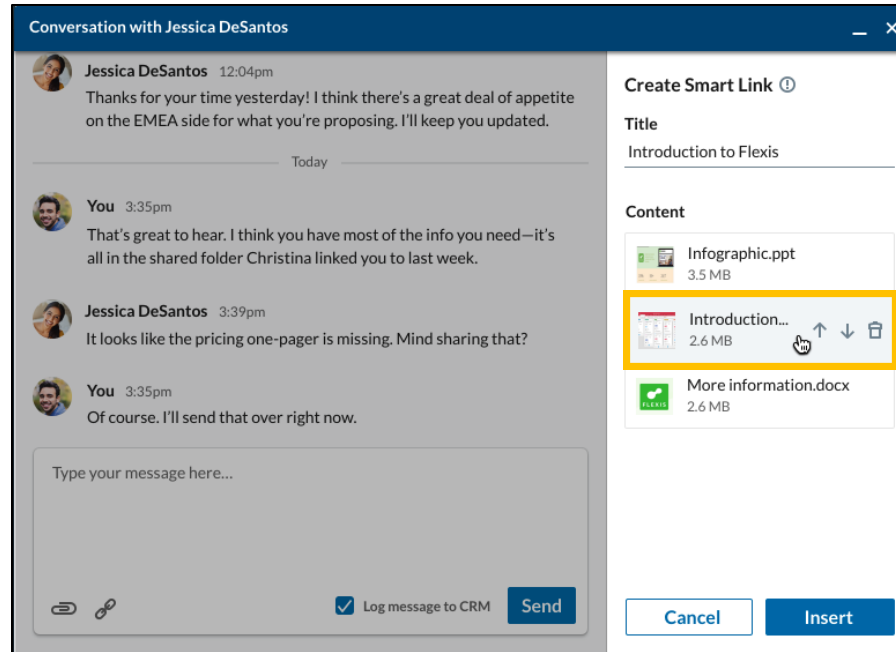 Conversation with Jessica DeSantos
Jessica DeSantos 12:04pm
Thanks for your time yesterday! I think there's a great deal of appetite
on the EMEA side for what you're proposing. I'll keep you updated.
Today
You 3:35pm
That's great to hear. I think you have most of the info you need—it's
all in the shared folder Christina linked you to last week.
Jessica DeSantos 3:39pm
It looks like the pricing one-pager is missing. Mind sharing that?
You 3:35pm
Of course. I'll send that over right now.
Type your message here...
Log message to CRM
Send
Create Smart Link
Title
Introduction to Flexis
Content
Infographic.ppt
3.5 MB
Introduction...
2.6 MB
FLEXIS
More information.docx
2.6 MB
Cancel
Insert